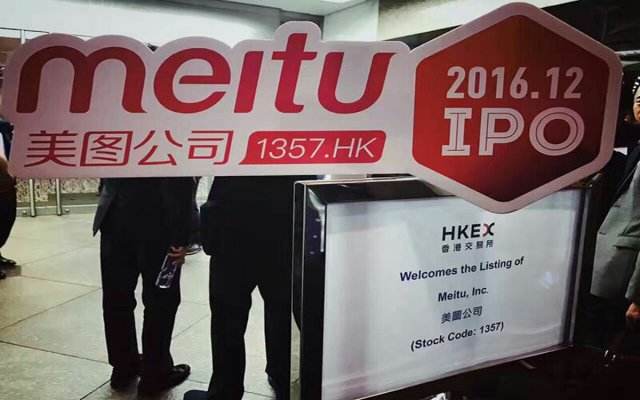 meitu
美图公司 1357.HK
2016.12
IPO
HKEX
香港交易所
Welcomes the Listing of
Meitu, Inc.
美图公司
(Stock Code: 1357)